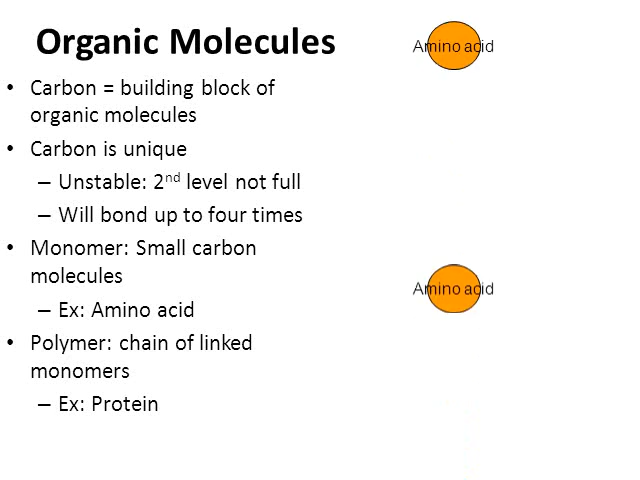 Organic Molecules
• Carbon = building block of
organic molecules
• Carbon is unique
– Unstable: 2nd level not full
– Will bond up to four times
• Monomer: Small carbon
molecules
– Ex: Amino acid
• Polymer: chain of linked
monomers
– Ex: Protein
Amino acid
Amino acid